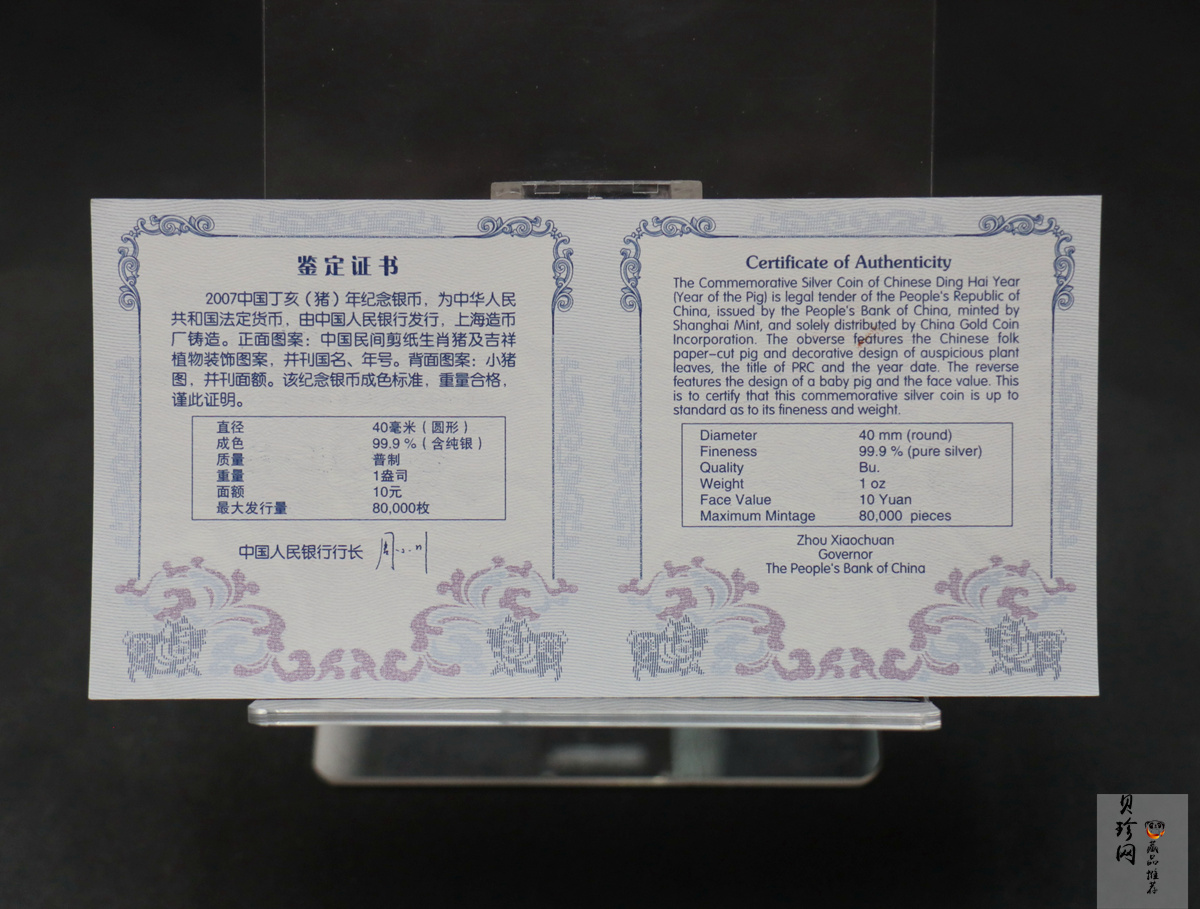 鉴定证书
2007中国丁亥（猪）年纪念银币，为中华人民
共和国法定货币，由中国人民银行发行，上海造币
厂铸造。正面图案：中国民间剪纸生肖猪及吉祥
植物装饰图案，并刊国名、年号。背面图案：小猪
图，并刊面额。该纪念银币成色标准，重量合格，
谨此证明。
直径 40毫米（圆形）
成色 99.9 %（含纯银）
质量 普制
重量 1盎司
面额 10元
最大发行量 80,000枚
中国人民银行行长 周小川
Certificate of Authenticity
The Commemorative Silver Coin of Chinese Ding Hai Year
(Year of the Pig) is legal tender of the People's Republic of
China, issued by the People's Bank of China, minted by
Shanghai Mint, and solely distributed by China Gold Coin
Incorporation. The obverse features the Chinese folk
paper-cut pig and decorative design of auspicious plant
leaves, the title of PRC and the year date. The reverse
features the design of a baby pig and the face value. This
is to certify that this commemorative silver coin is up to
standard as to its fineness and weight.
Diameter 40 mm (round)
Fineness 99.9 % (pure silver)
Quality Bu.
Weight 1 oz
Face Value 10 Yuan
Maximum Mintage 80,000 pieces
Zhou Xiaochuan
Governor
The People's Bank of China
贝珍网
藏品推荐